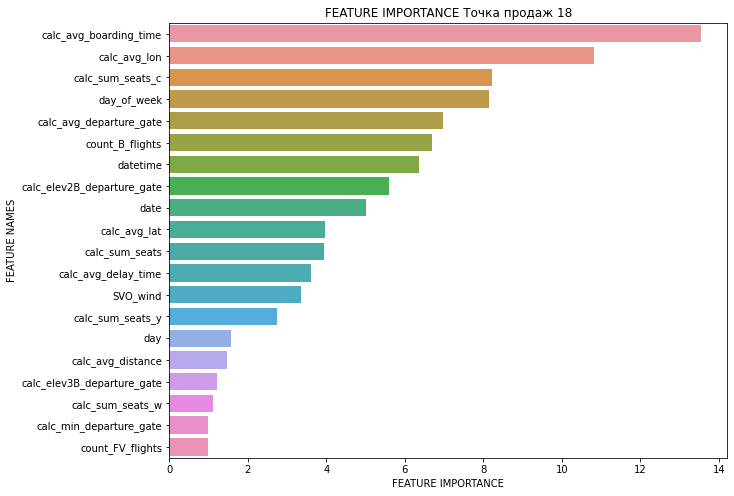 FEATURE IMPORTANCE Точка продаж 18
calc_avg_boarding_time
calc_avg_lon
calc_sum_seats_c
day_of_week
calc_avg_departure_gate
count_B_flights
datetime
calc_elev2B_departure_gate
date
calc_avg_lat
calc_sum_seats
calc_avg_delay_time
SVO_wind
calc_sum_seats_y
day
calc_avg_distance
calc_elev3B_departure_gate
calc_sum_seats_w
calc_min_departure_gate
count_FV_flights
FEATURE NAMES
0 2 4 6 8 10 12 14
FEATURE IMPORTANCE